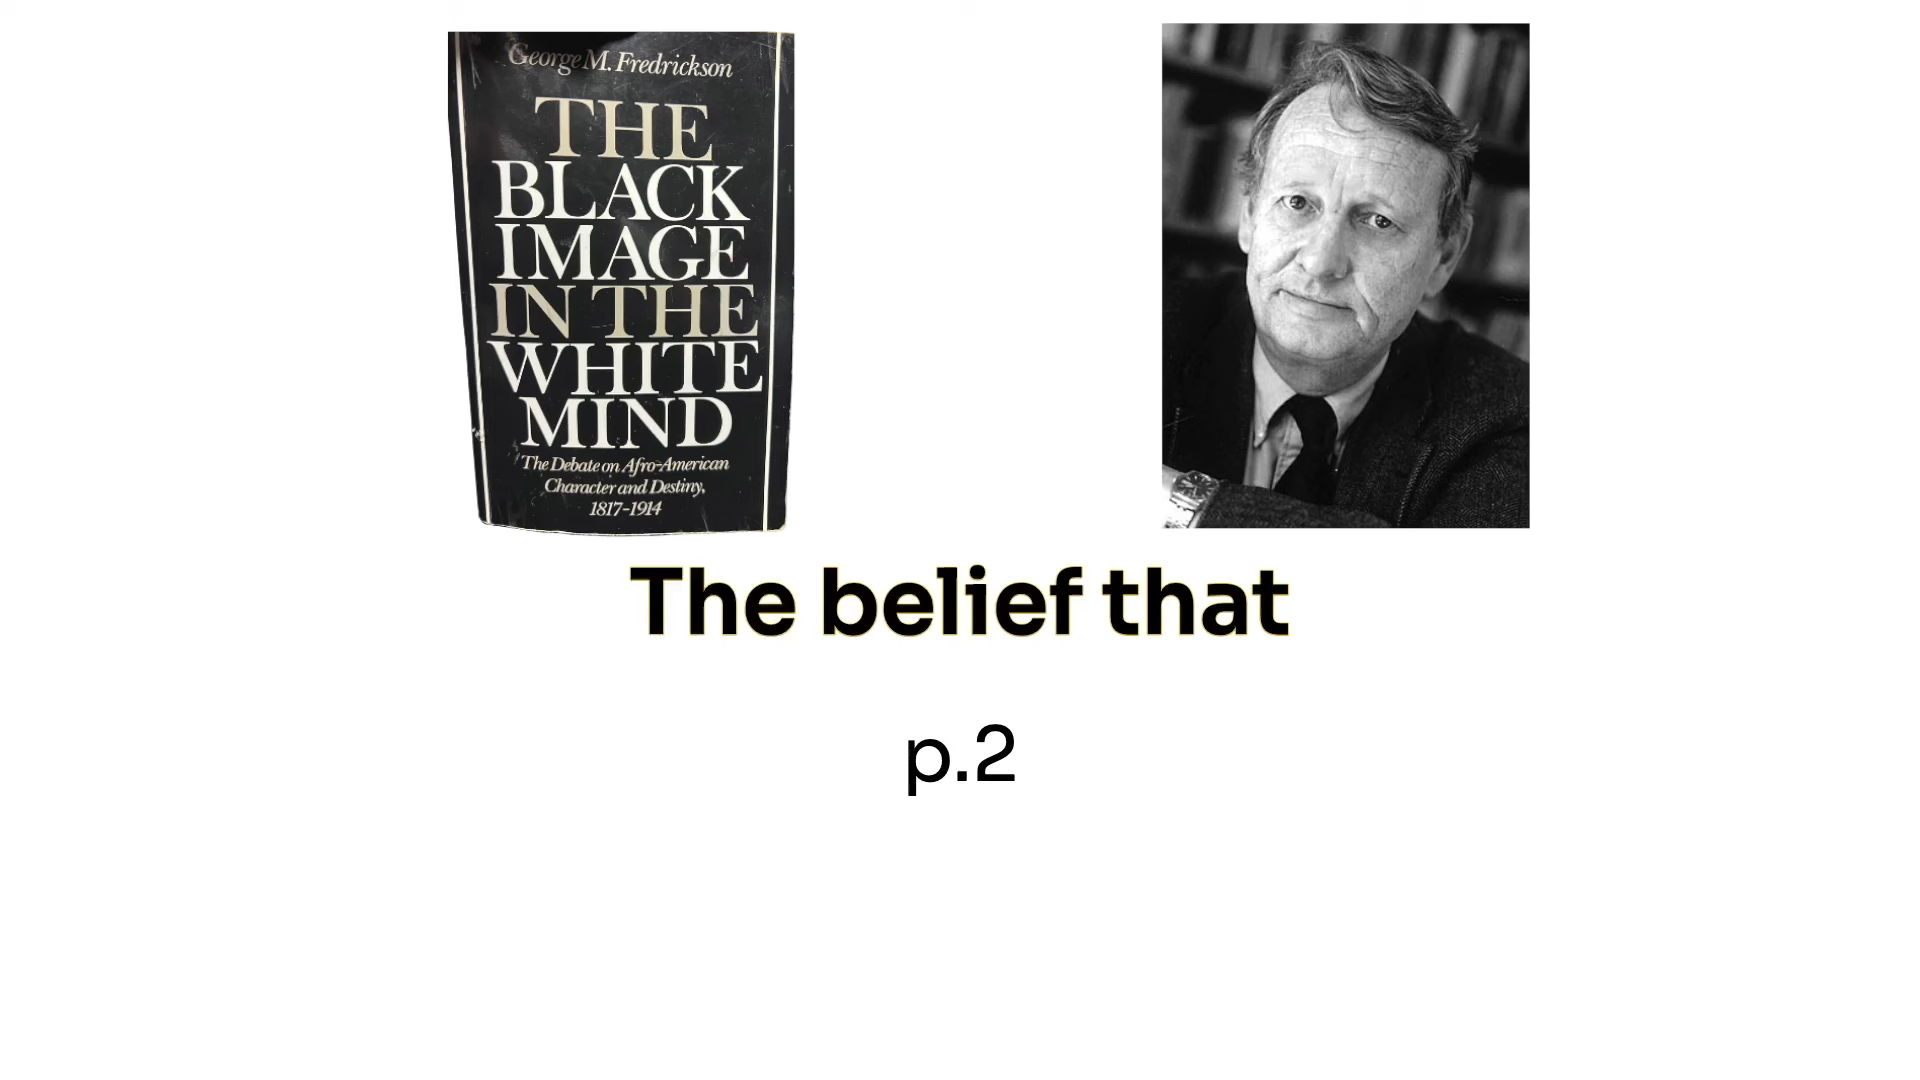 George M. Fredrickson
THE
BLACK
IMAGE
IN THE
WHITE
MIND
The Debate on Afro-American
Character and Destiny,
1817-1914
The belief that
p.2